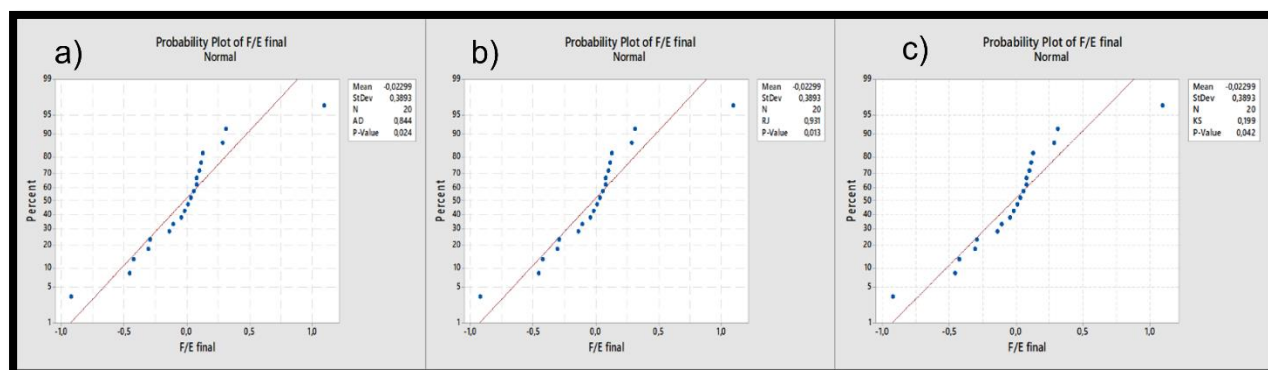 a)
Probability Plot of F/E final
Normal
Mean -0,02299
StDev 0,3893
N 20
AD 0,844
P-Value 0,024
Percent
99
95
90
80
70
60
50
40
30
20
10
5
1
-1,0 -0,5 0,0 0,5 1,0
F/E final
b)
Probability Plot of F/E final
Normal
Mean -0,02299
StDev 0,3893
N 20
RJ 0,931
P-Value 0,013
Percent
99
95
90
80
70
60
50
40
30
20
10
5
1
-1,0 -0,5 0,0 0,5 1,0
F/E final
c)
Probability Plot of F/E final
Normal
Mean -0,02299
StDev 0,3893
N 20
KS 0,199
P-Value 0,042
Percent
99
95
90
80
70
60
50
40
30
20
10
5
1
-1,0 -0,5 0,0 0,5 1,0
F/E final